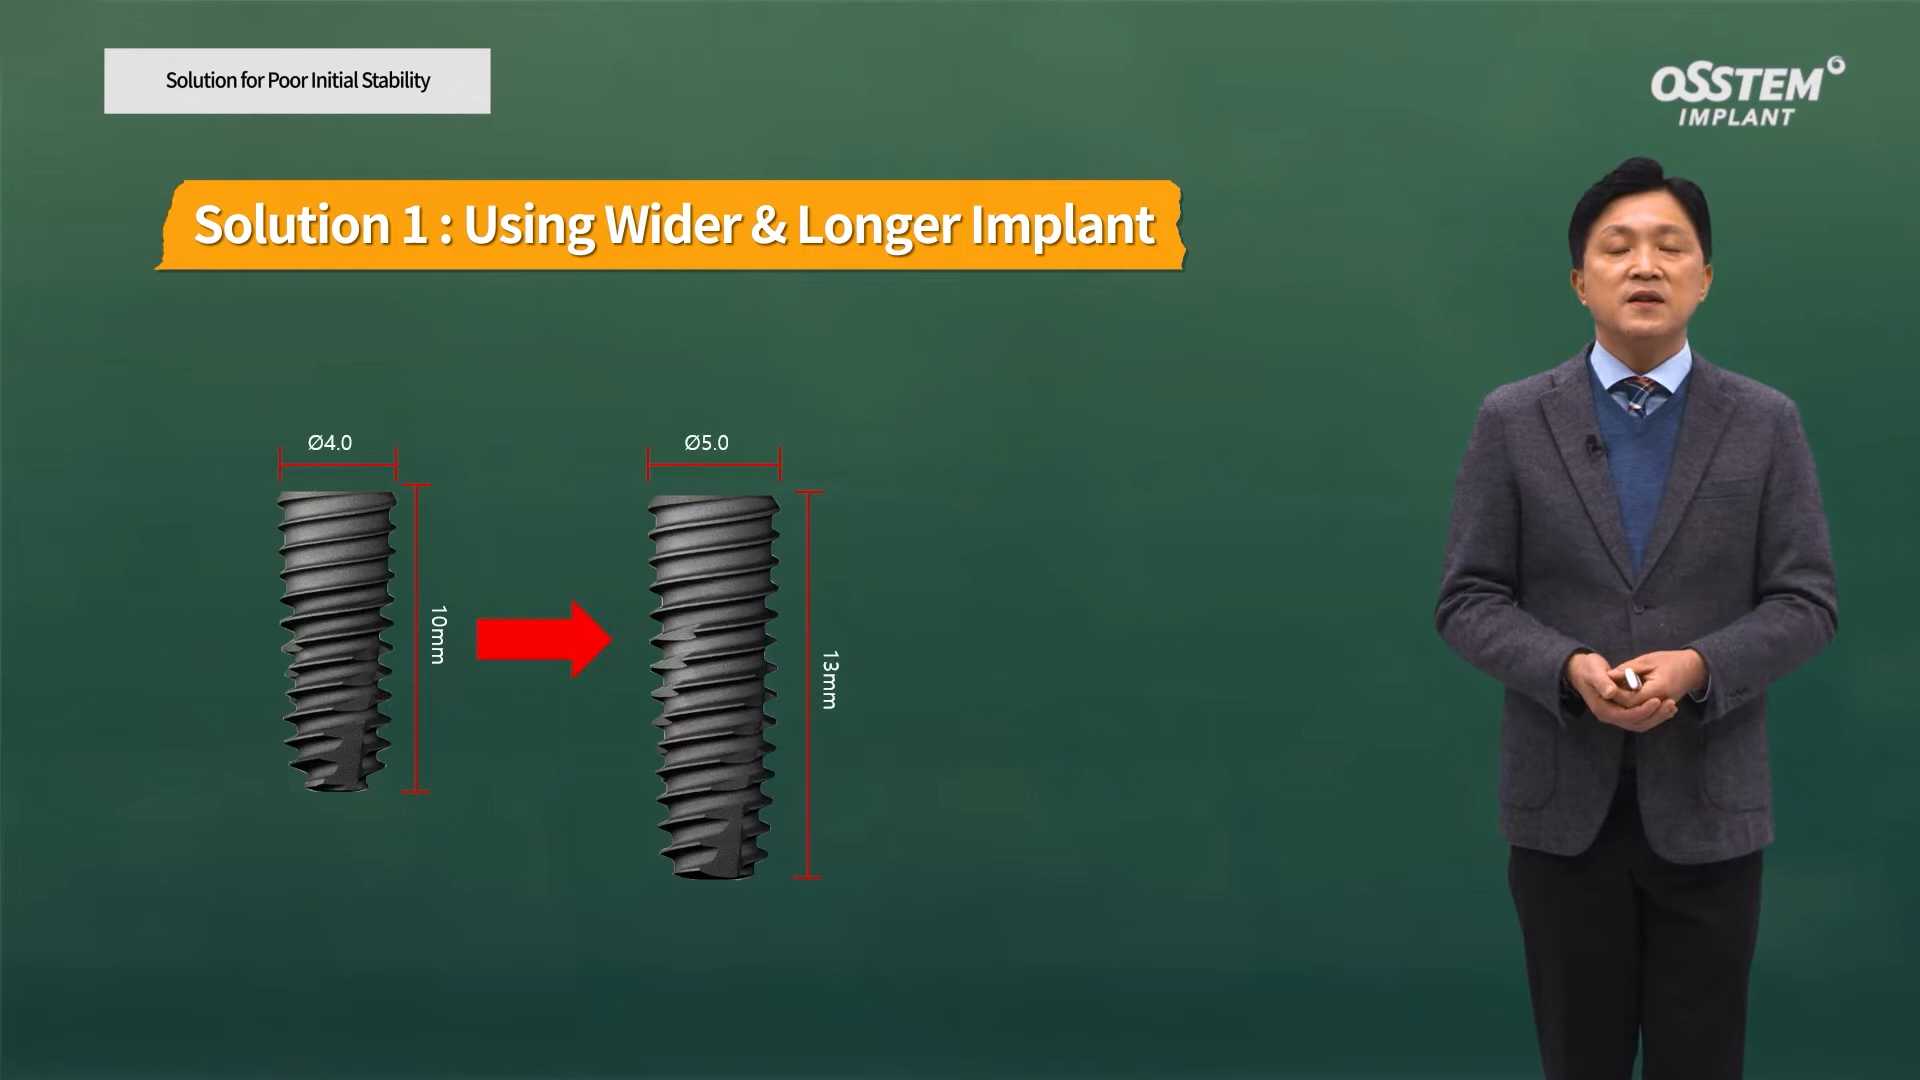 Solution for Poor Initial Stability
OSSTEM
IMPLANT
Solution 1 : Using Wider & Longer Implant
Ø4.0
Ø5.0
10mm
13mm